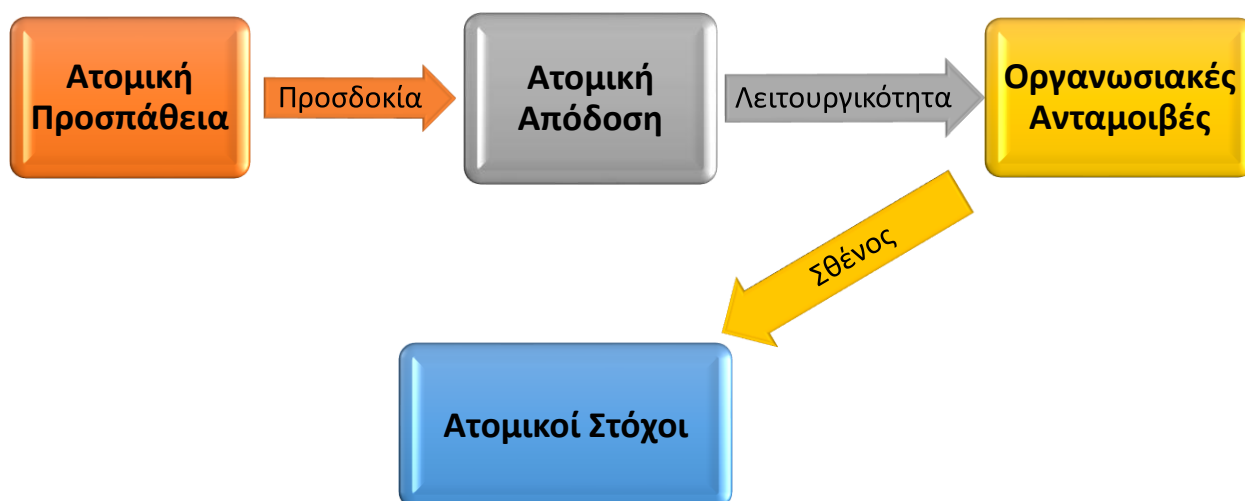 Ατομική
Προσπάθεια
Προσδοκία
Ατομική
Απόδοση
Λειτουργικότητα
Οργανωσιακές
Ανταμοιβές
Σθένος
Ατομικοί Στόχοι